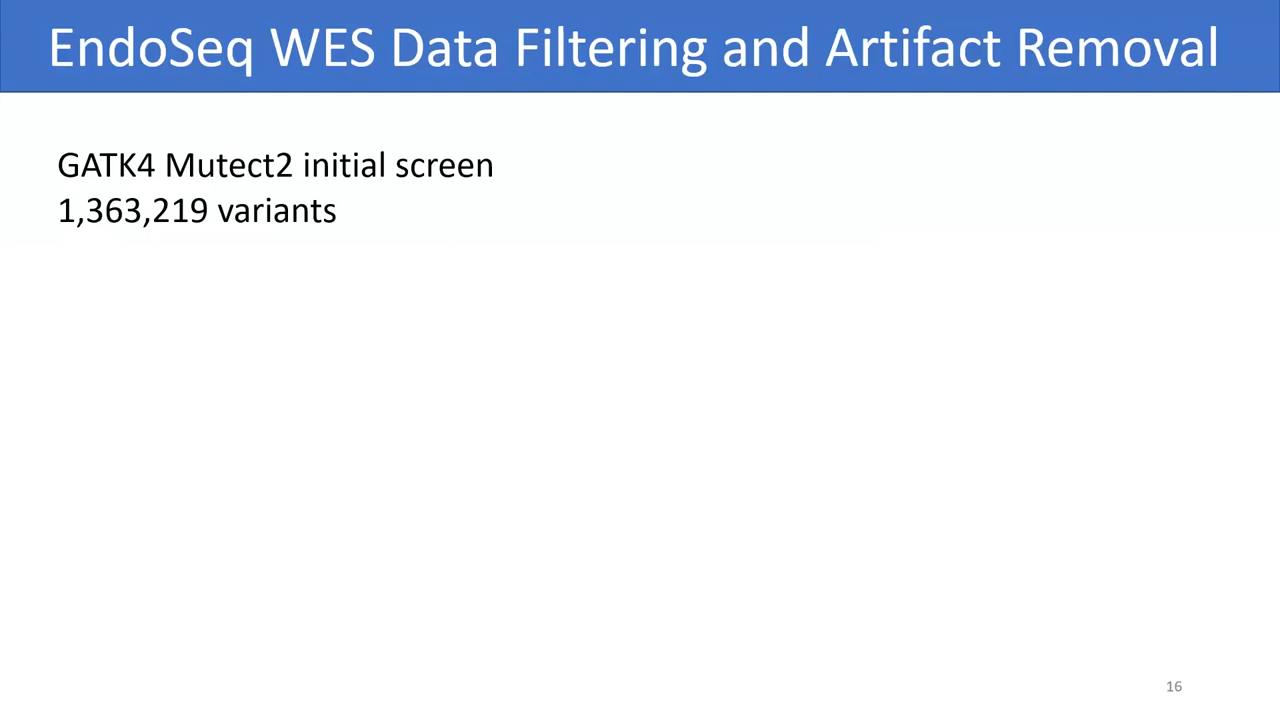 EndoSeq WES Data Filtering and Artifact Removal
GATK4 Mutect2 initial screen
1,363,219 variants
16